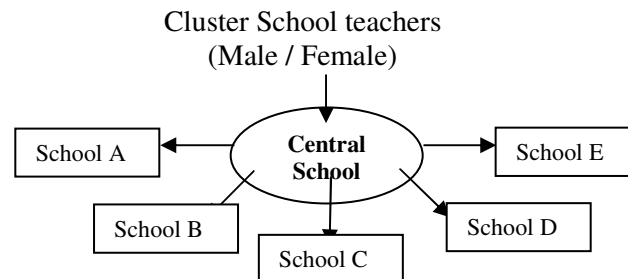 Cluster School teachers
(Male / Female)
School A
Central
School
School E
School B
School C
School D